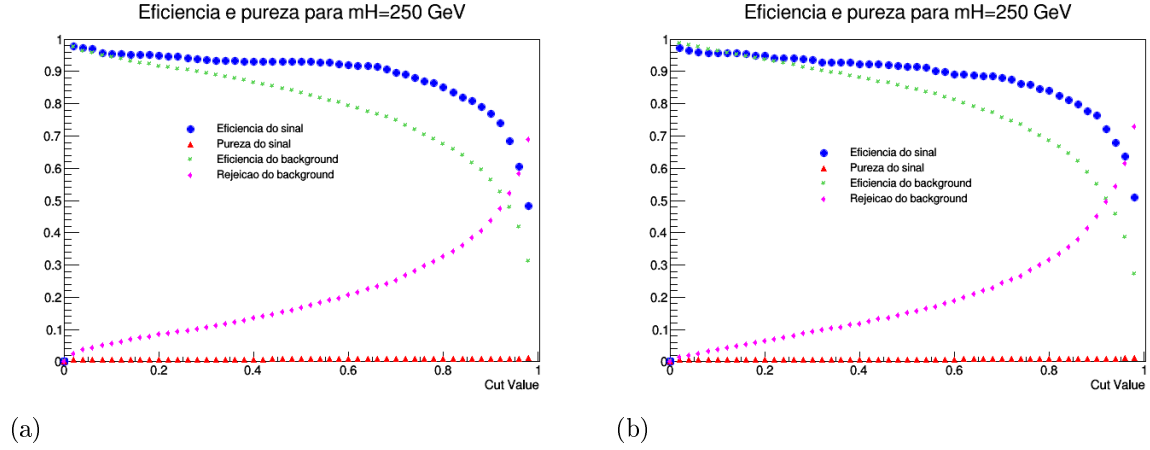 Eficiencia e pureza para mH=250 GeV
1
0.9
0.8
0.7
0.6
0.5
0.4
0.3
0.2
0.1
0
Eficiencia do sinal
Pureza do sinal
Eficiencia do background
Rejeicao do background
0 0.2 0.4 0.6 0.8 1
Cut Value
(a)
Eficiencia e pureza para mH=250 GeV
1
0.9
0.8
0.7
0.6
0.5
0.4
0.3
0.2
0.1
0
Eficiencia do sinal
Pureza do sinal
Eficiencia do background
Rejeicao do background
0 0.2 0.4 0.6 0.8 1
Cut Value
(b)